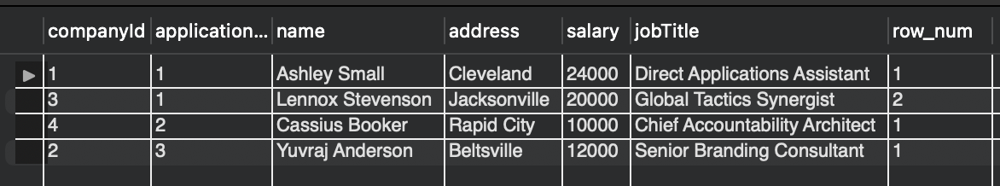 companyId application... name address salary jobTitle row_num
1 1 Ashley Small Cleveland 24000 Direct Applications Assistant 1
3 1 Lennox Stevenson Jacksonville 20000 Global Tactics Synergist 2
4 2 Cassius Booker Rapid City 10000 Chief Accountability Architect 1
2 3 Yuvraj Anderson Beltsville 12000 Senior Branding Consultant 1